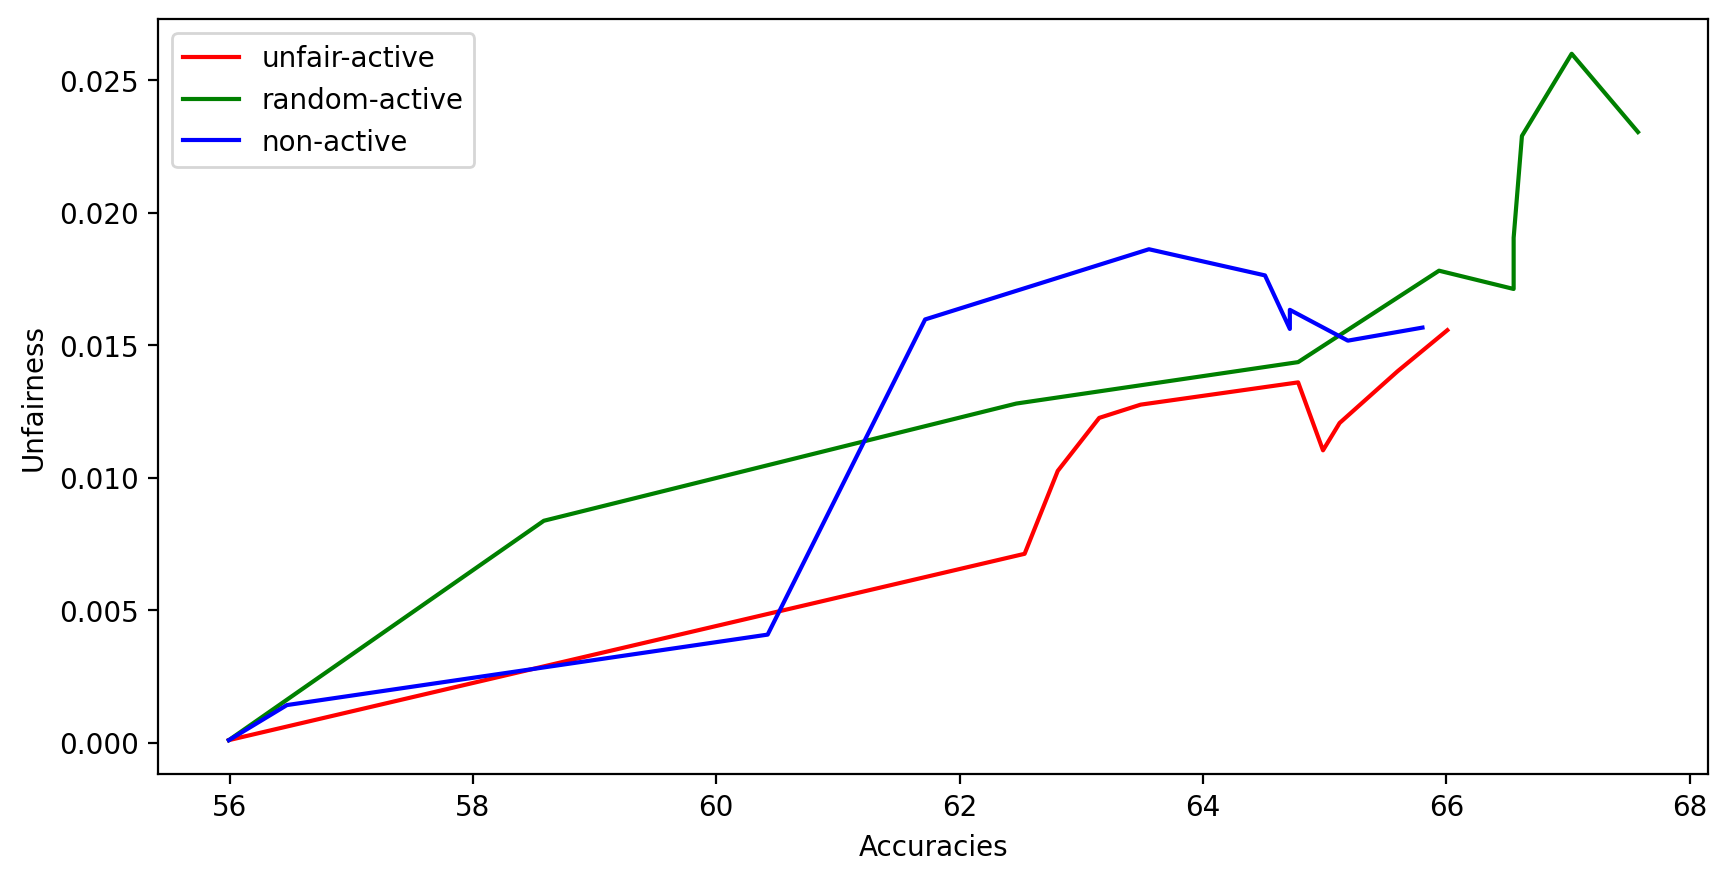 unfair-active
random-active
non-active
0.025
0.020
0.015
0.010
0.005
0.000
Unfairness
56 58 60 62 64 66 68
Accuracies